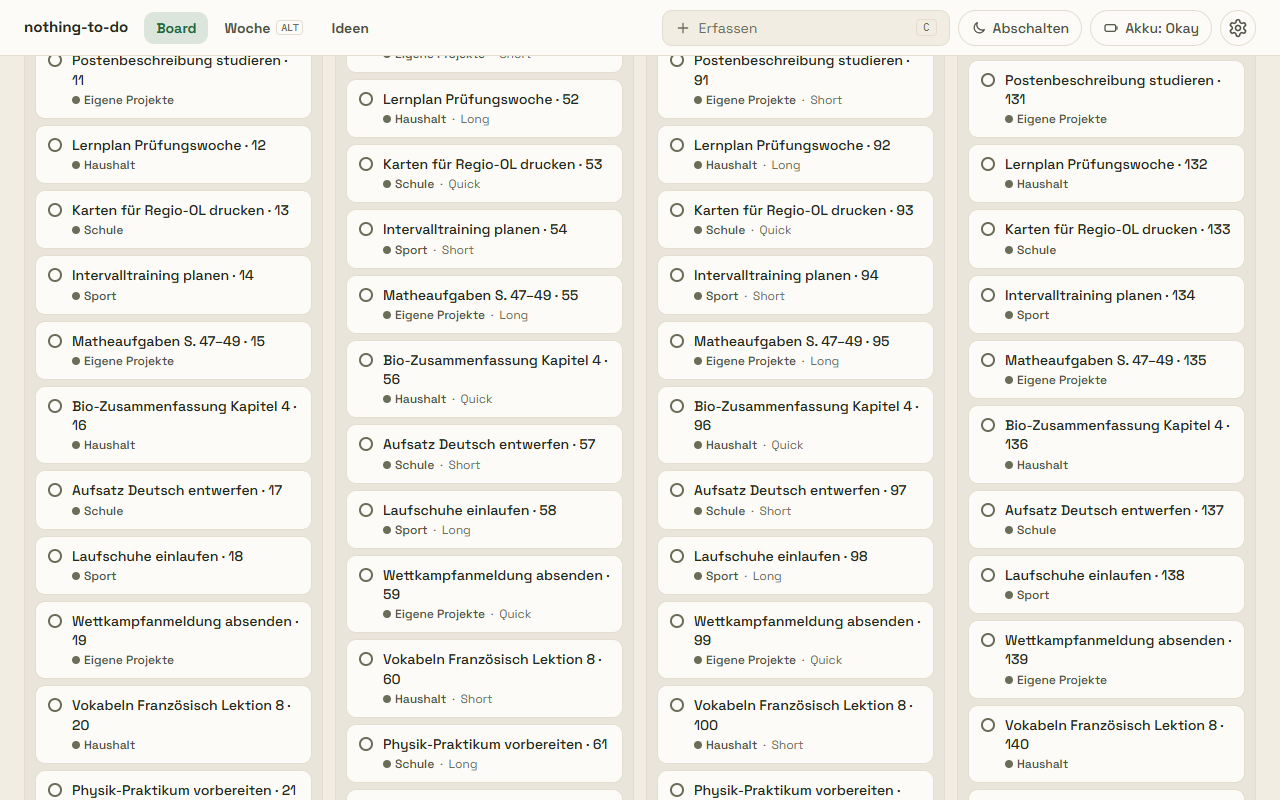 nothing-to-do
Board
Woche ALT
Ideen
Erfassen C
Abschalten
Akku: Okay
Postenbeschreibung studieren ·
11
Eigene Projekte
Lernplan Prüfungswoche · 12
Haushalt
Karten für Regio-OL drucken · 13
Schule
Intervalltraining planen · 14
Sport
Matheaufgaben S. 47–49 · 15
Eigene Projekte
Bio-Zusammenfassung Kapitel 4 ·
16
Haushalt
Aufsatz Deutsch entwerfen · 17
Schule
Laufschuhe einlaufen · 18
Sport
Wettkampfanmeldung absenden ·
19
Eigene Projekte
Vokabeln Französisch Lektion 8 ·
20
Haushalt
Physik-Praktikum vorbereiten · 21
Eigene Projekte · Short
Lernplan Prüfungswoche · 52
Haushalt · Long
Karten für Regio-OL drucken · 53
Schule · Quick
Intervalltraining planen · 54
Sport · Short
Matheaufgaben S. 47–49 · 55
Eigene Projekte · Long
Bio-Zusammenfassung Kapitel 4 ·
56
Haushalt · Quick
Aufsatz Deutsch entwerfen · 57
Schule · Short
Laufschuhe einlaufen · 58
Sport · Long
Wettkampfanmeldung absenden ·
59
Eigene Projekte · Quick
Vokabeln Französisch Lektion 8 ·
60
Haushalt · Short
Physik-Praktikum vorbereiten · 61
Schule · Long
Postenbeschreibung studieren ·
91
Eigene Projekte · Short
Lernplan Prüfungswoche · 92
Haushalt · Long
Karten für Regio-OL drucken · 93
Schule · Quick
Intervalltraining planen · 94
Sport · Short
Matheaufgaben S. 47–49 · 95
Eigene Projekte · Long
Bio-Zusammenfassung Kapitel 4 ·
96
Haushalt · Quick
Aufsatz Deutsch entwerfen · 97
Schule · Short
Laufschuhe einlaufen · 98
Sport · Long
Wettkampfanmeldung absenden ·
99
Eigene Projekte · Quick
Vokabeln Französisch Lektion 8 ·
100
Haushalt · Short
Physik-Praktikum vorbereiten ·
Postenbeschreibung studieren ·
131
Eigene Projekte
Lernplan Prüfungswoche · 132
Haushalt
Karten für Regio-OL drucken · 133
Schule
Intervalltraining planen · 134
Sport
Matheaufgaben S. 47–49 · 135
Eigene Projekte
Bio-Zusammenfassung Kapitel 4 ·
136
Haushalt
Aufsatz Deutsch entwerfen · 137
Schule
Laufschuhe einlaufen · 138
Sport
Wettkampfanmeldung absenden ·
139
Eigene Projekte
Vokabeln Französisch Lektion 8 ·
140
Haushalt